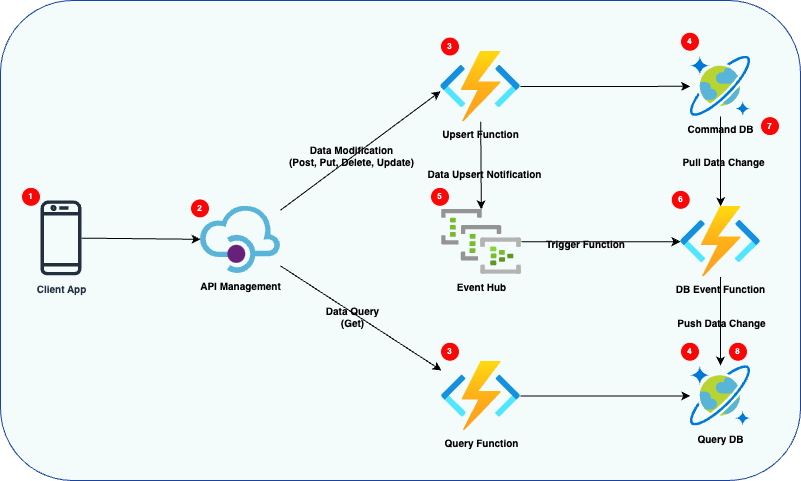 3
4
Upsert Function
Command DB
7
Data Modification
(Post, Put, Delete, Update)
Pull Data Change
Data Upsert Notification
1
2
5
6
Trigger Function
Client App
API Management
Event Hub
DB Event Function
Data Query
(Get)
Push Data Change
3
4
8
Query Function
Query DB